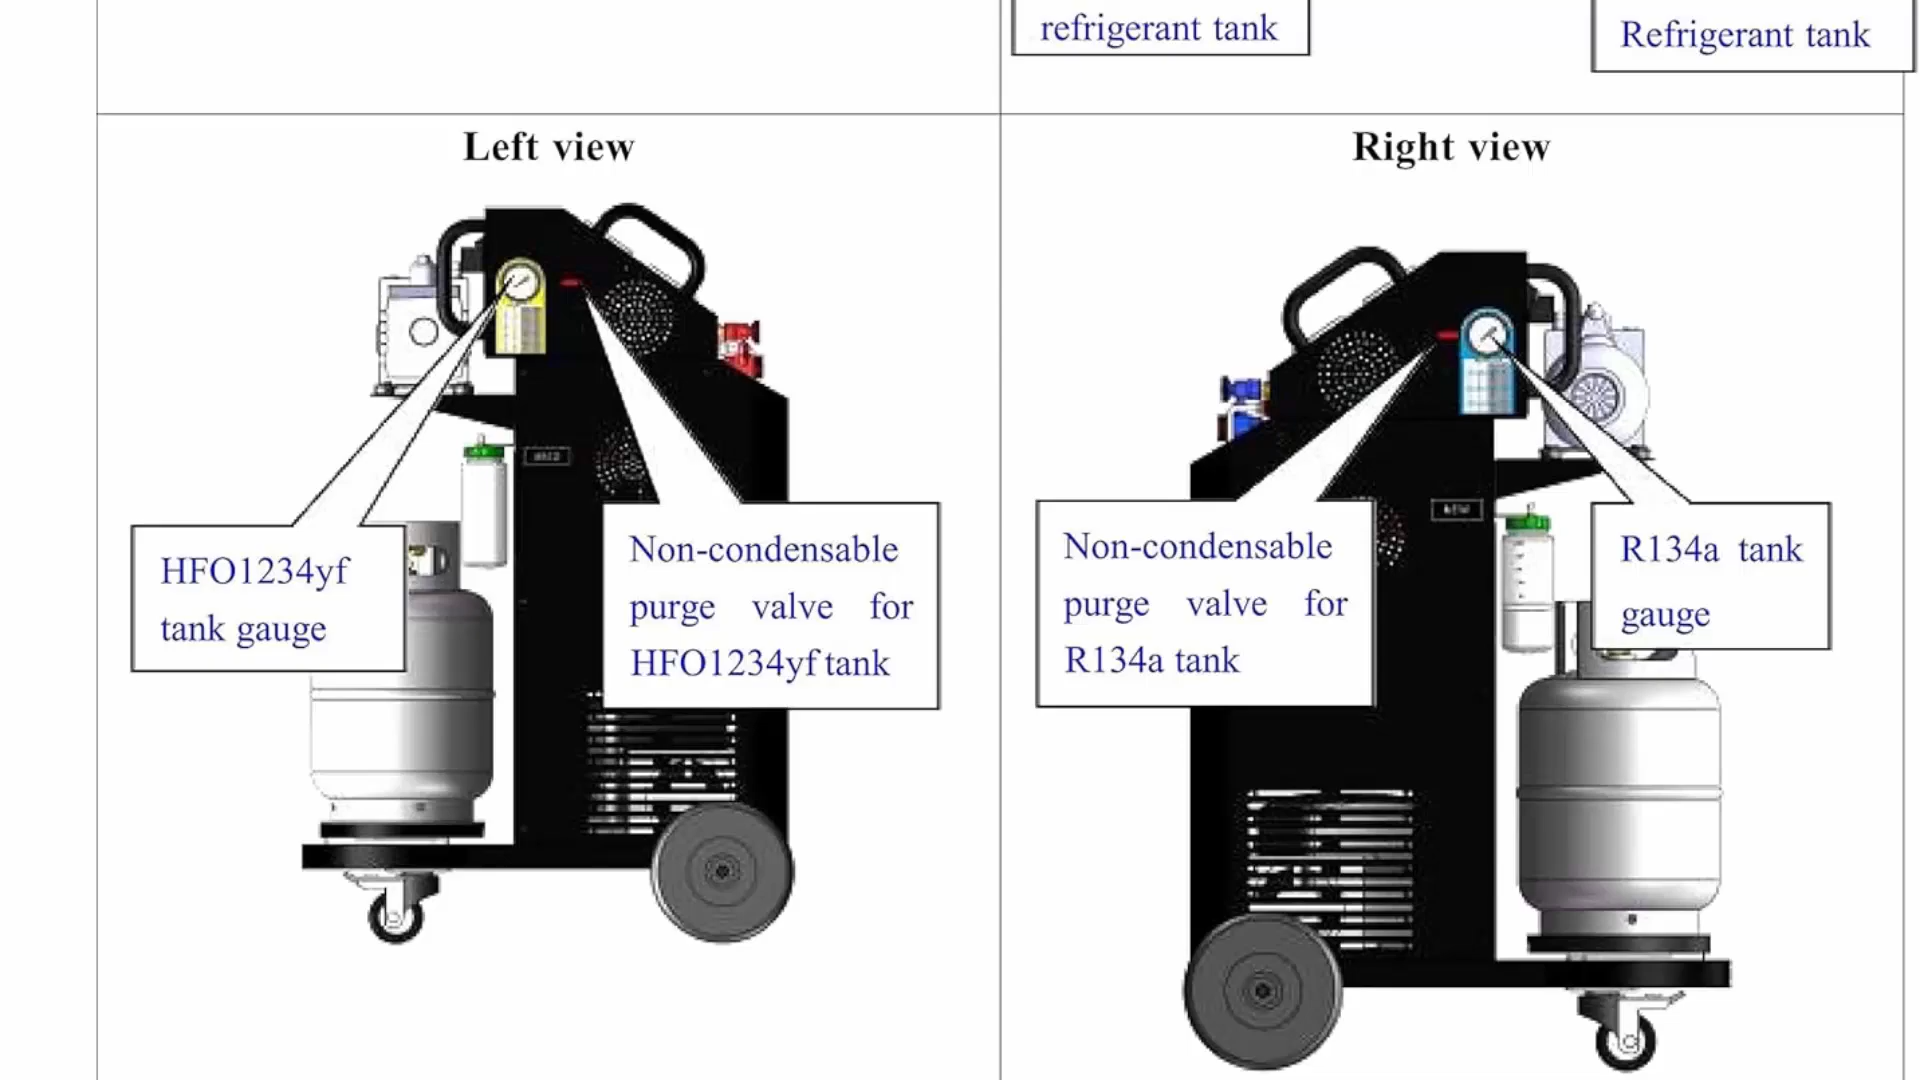 refrigerant tank
Refrigerant tank
Left view
Right view
HFO1234yf
tank gauge
Non-condensable
purge valve for
HFO1234yf tank
Non-condensable
purge valve for
R134a tank
R134a tank
gauge